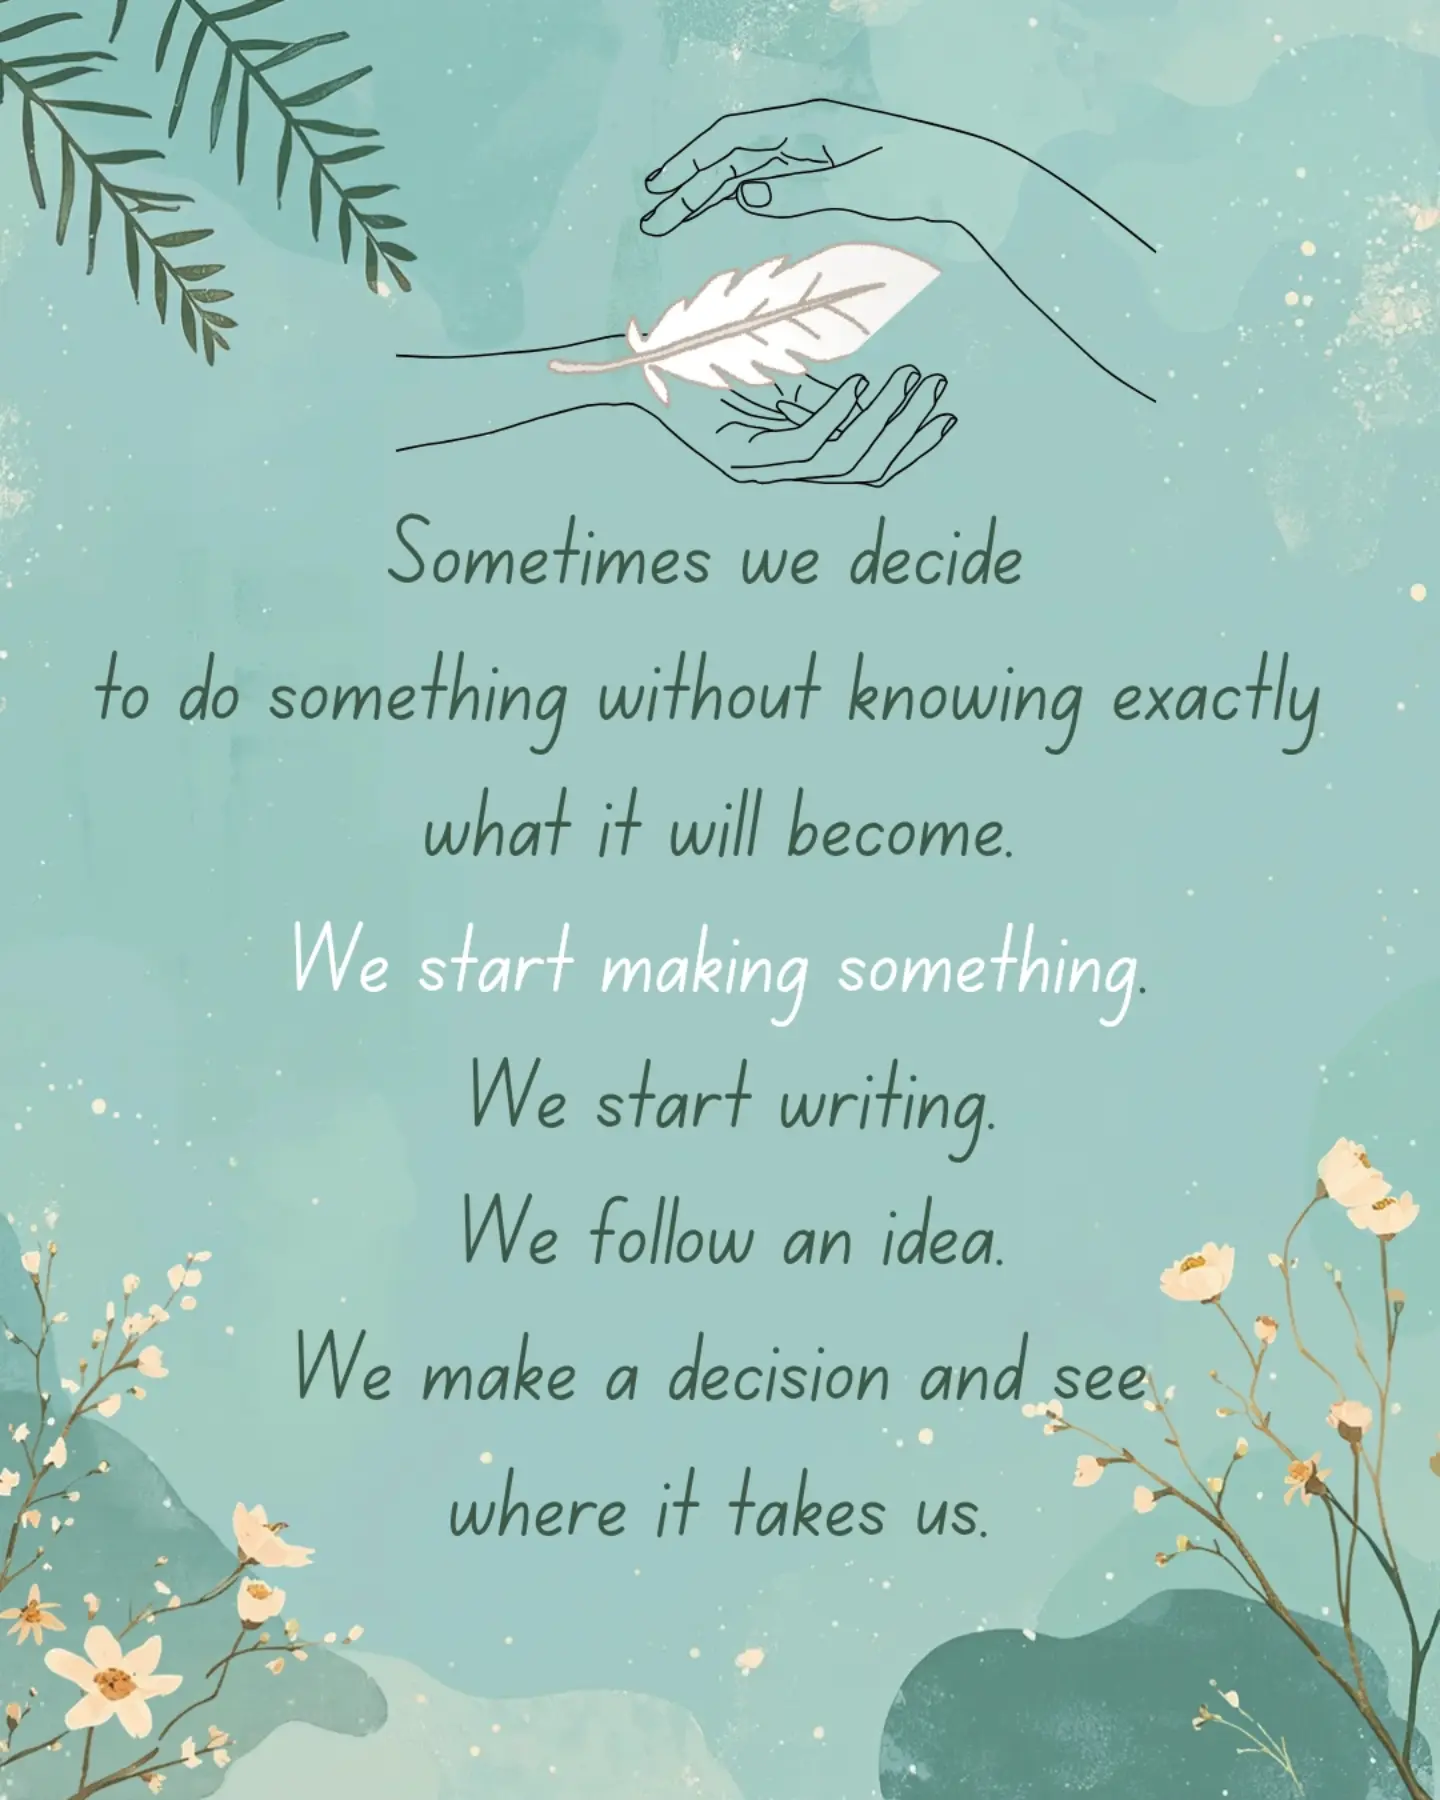 Sometimes we decide
to do something without knowing exactly
what it will become.
We start making something.
We start writing.
We follow an idea.
We make a decision and see
where it takes us.